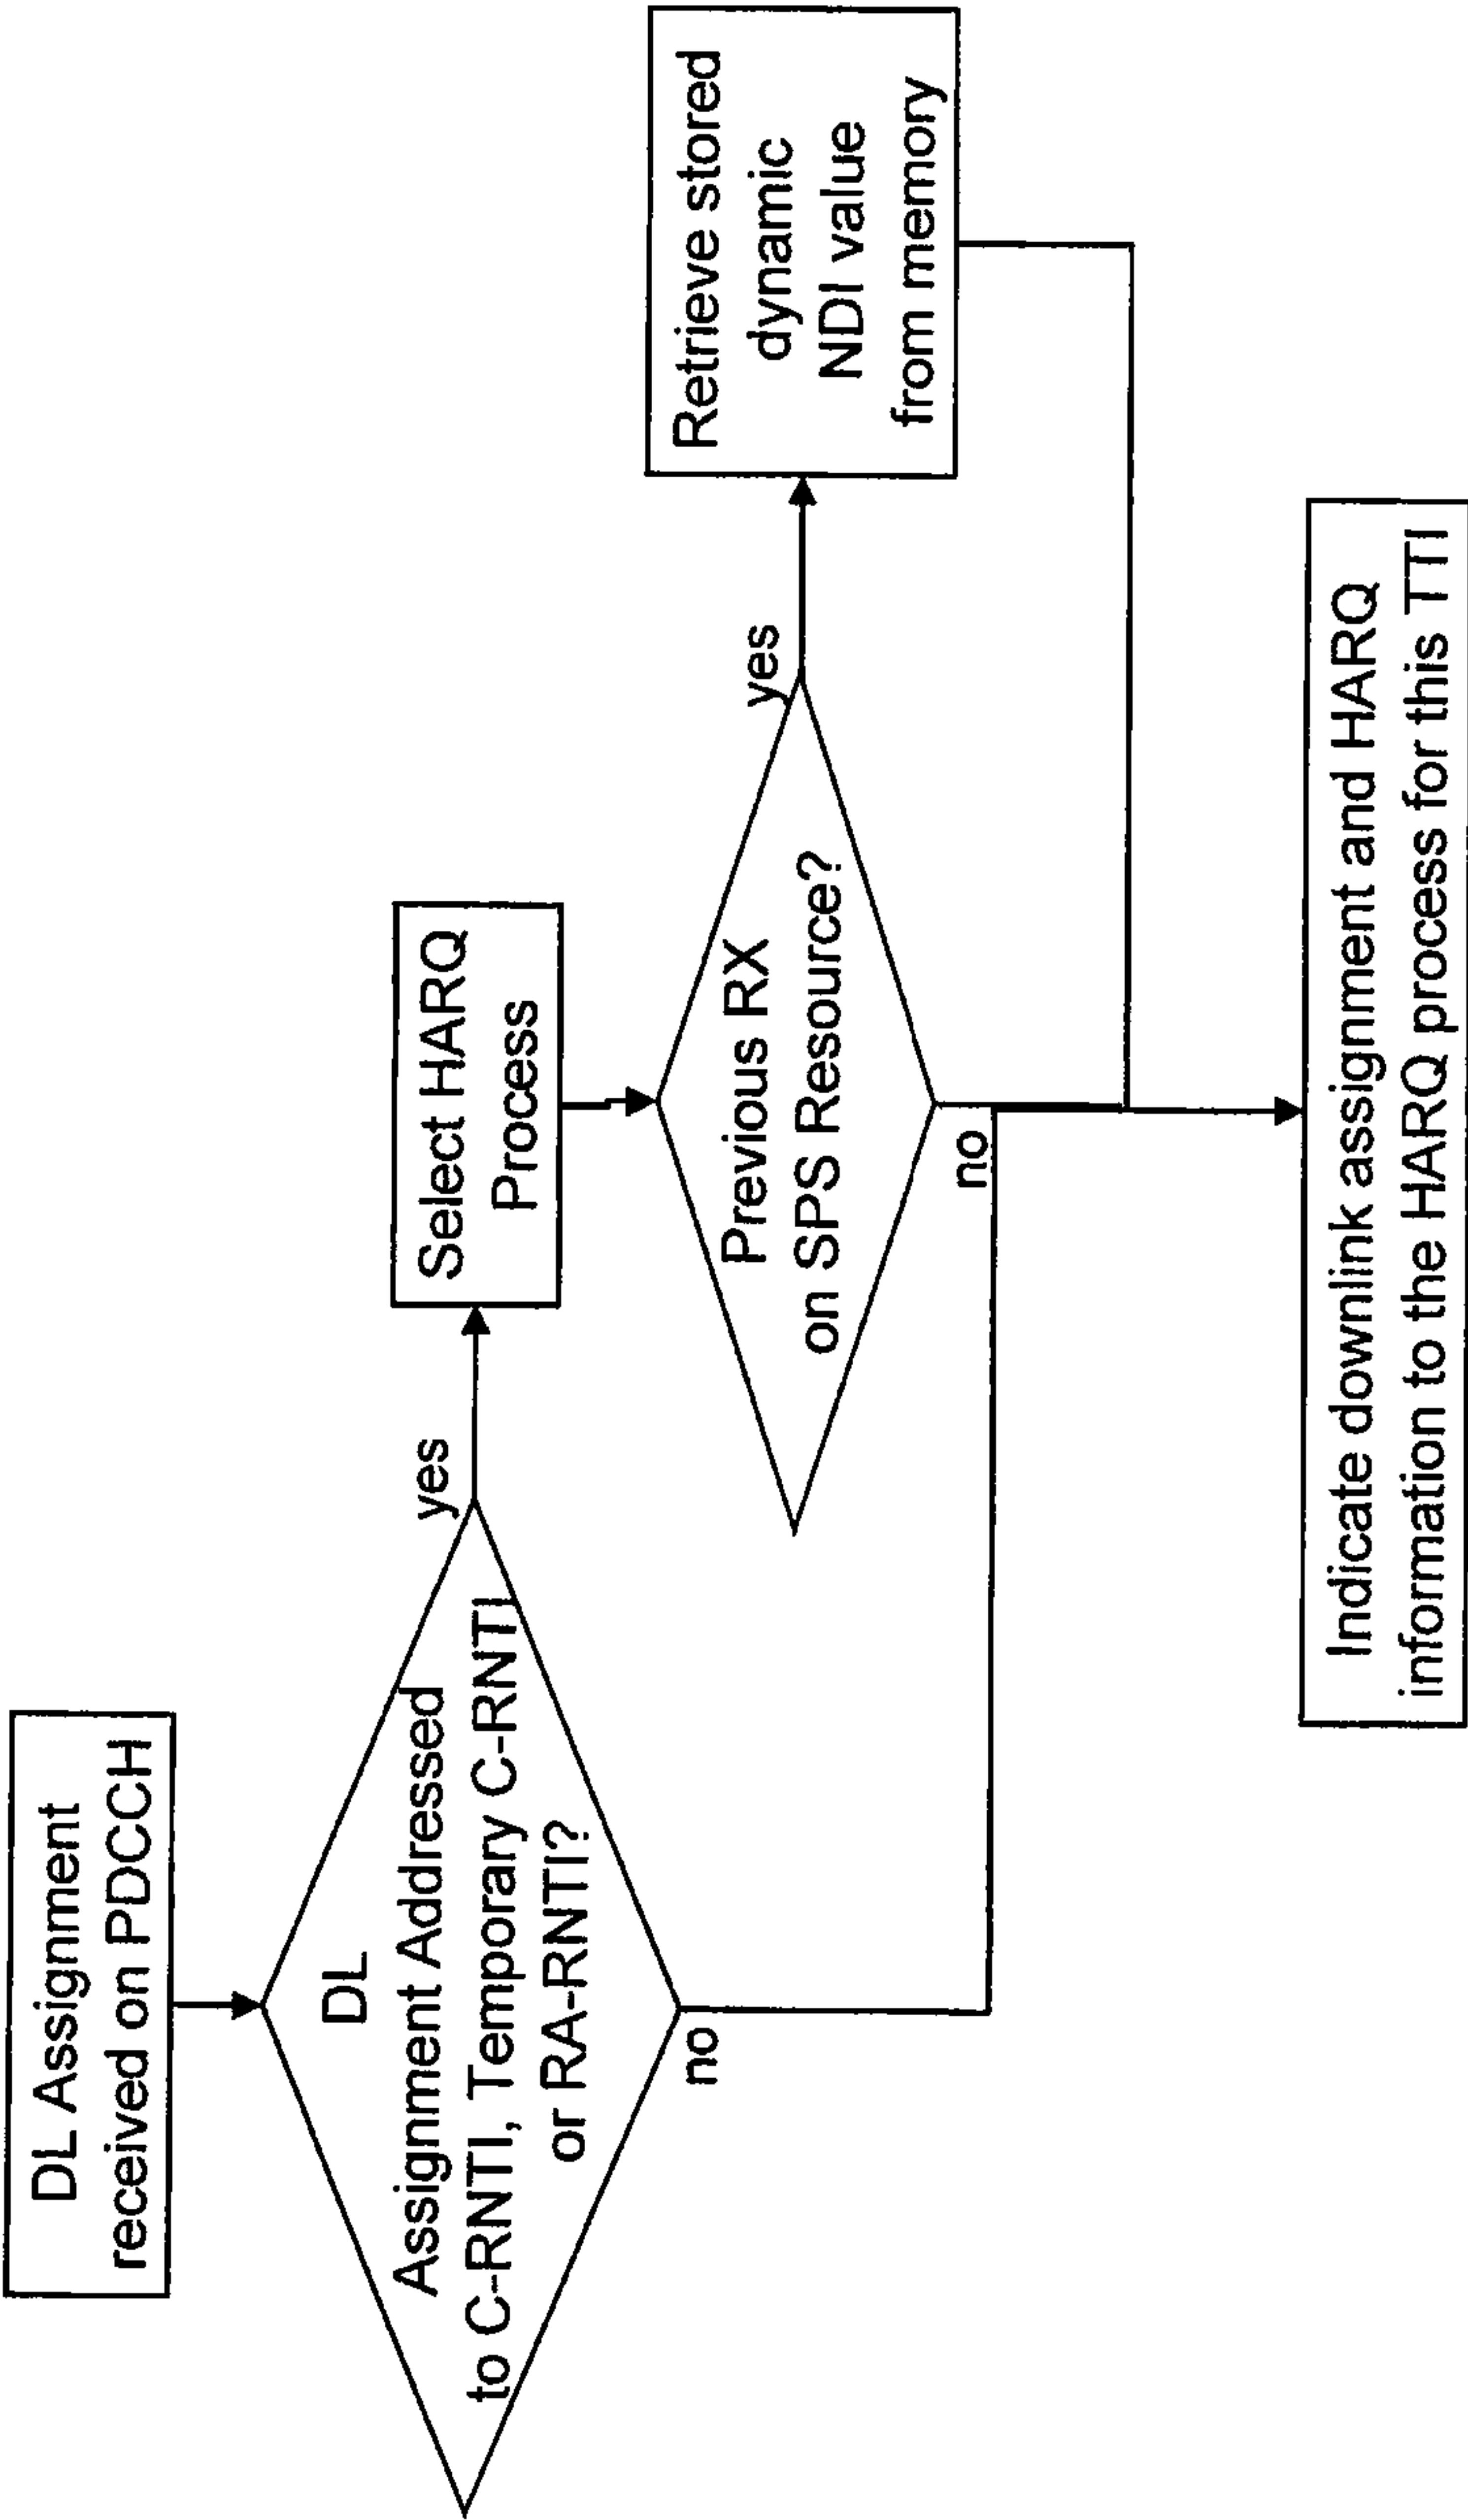 DL Assignment
received on PDCCH
DL
Assignment Addressed
to C-RNTI, Temporary C-RNTI
or RA-RNTI?
yes
no
Select HARQ
Process
Previous RX
on SPS Resource?
yes
no
Retrieve stored
dynamic
NDI value
from memory
Indicate downlink assignment and HARQ
information to the HARQ process for this TTI